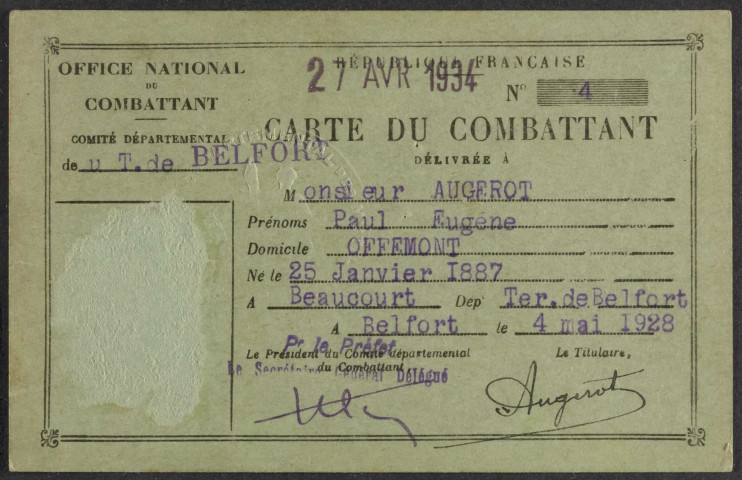 OFFICE NATIONAL
DU
COMBATTANT
COMITÉ DÉPARTEMENTAL
de u T. de BELFORT
RÉPUBLIQUE FRANÇAISE
27 AVR 1934
N° 4
CARTE DU COMBATTANT
DÉLIVRÉE À
Monsieur AUGEROT
Prénoms Paul Eugéne
Domicile OFFEMONT
Né le 25 Janvier I887
A Beaucourt Dep^t Ter. de Belfort
A Belfort le 4 mai 1928
Pr le Préfet
Le Président du Comité départemental
du Combattant,
Le Secrétaire Général Délégué
Le Titulaire,
Augerot